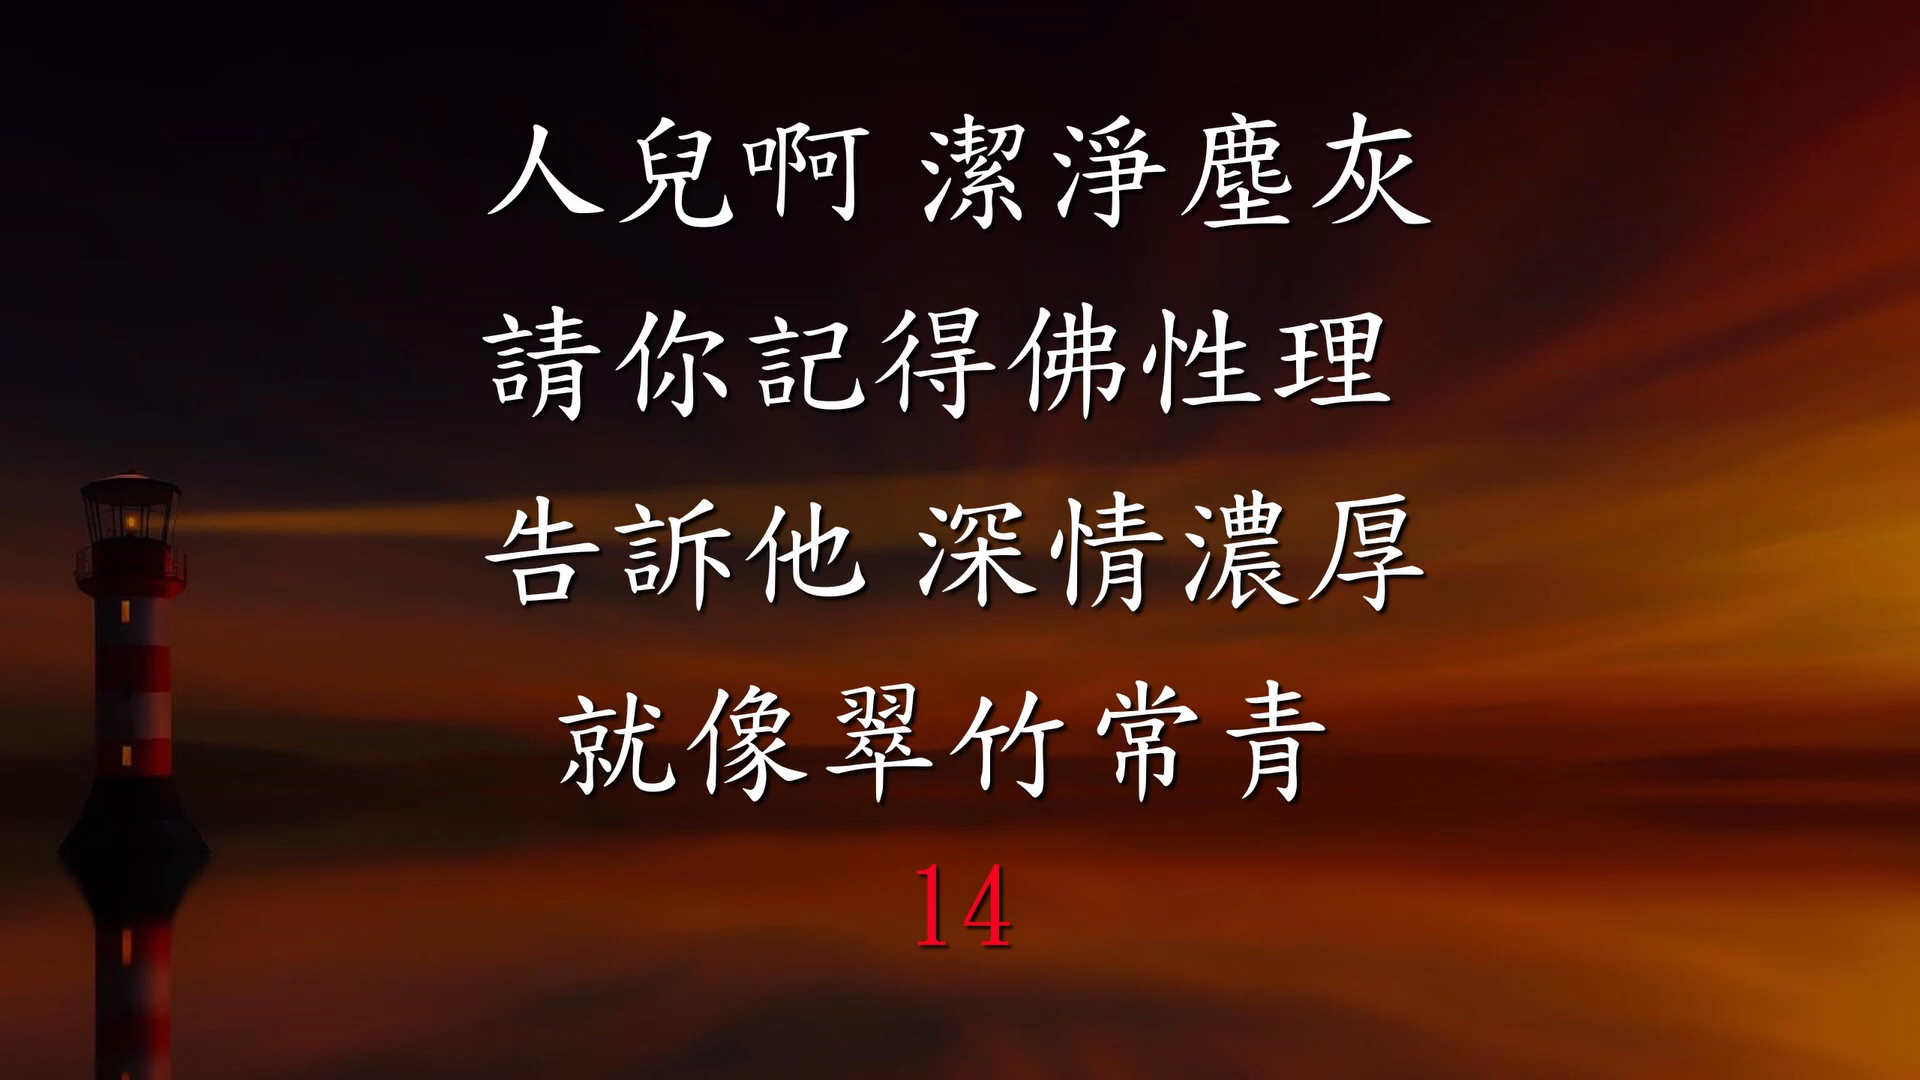 人兒啊 潔淨塵灰
請你記得佛性理
告訴他 深情濃厚
就像翠竹常青
14